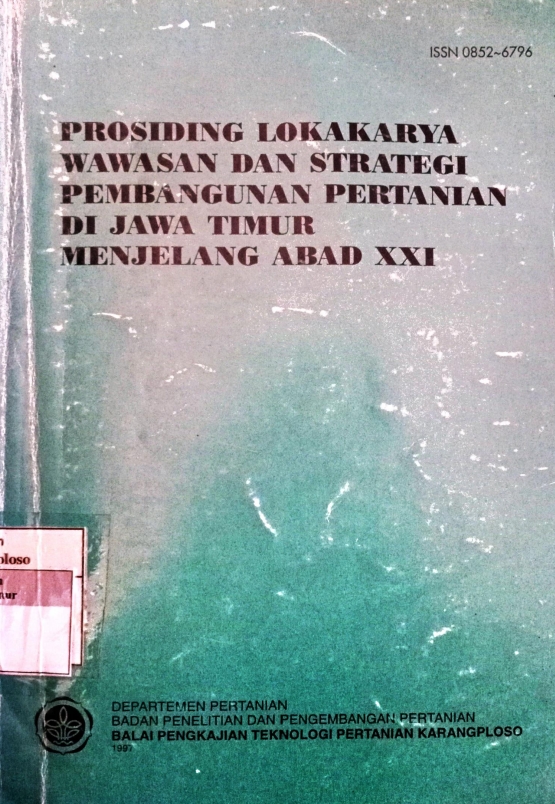 ISSN 0852~6796
PROSIDING LOKAKARYA
WAWASAN DAN STRATEGI
PEMBANGUNAN PERTANIAN
DI JAWA TIMUR
MENJELANG ABAD XXI
DEPARTEMEN PERTANIAN
BADAN PENELITIAN DAN PENGEMBANGAN PERTANIAN
BALAI PENGKAJIAN TEKNOLOGI PERTANIAN KARANGPLOSO